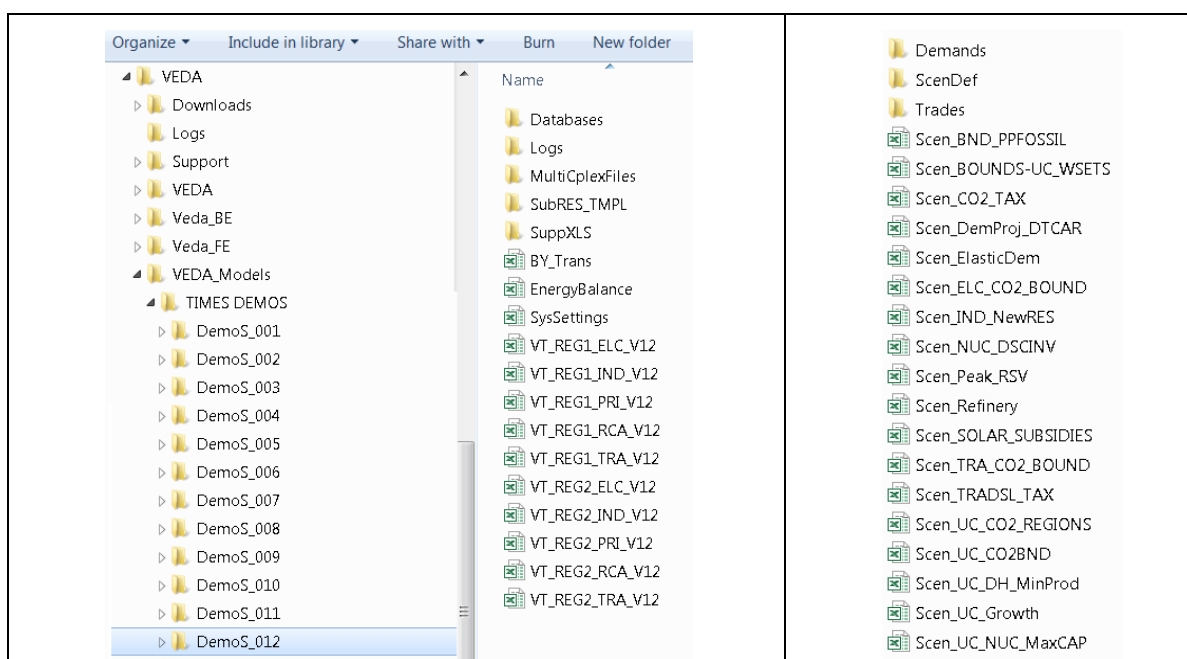 Organize Include in library Share with Burn New folder
VEDA
Downloads
Logs
Support
VEDA
Veda_BE
Veda_FE
VEDA_Models
TIMES DEMOS
DemoS_001
DemoS_002
DemoS_003
DemoS_004
DemoS_005
DemoS_006
DemoS_007
DemoS_008
DemoS_009
DemoS_010
DemoS_011
DemoS_012
Name
Databases
Logs
MultiCplexFiles
SubRES_TMPL
SuppXLS
BY_Trans
EnergyBalance
SysSettings
VT_REG1_ELC_V12
VT_REG1_IND_V12
VT_REG1_PRI_V12
VT_REG1_RCA_V12
VT_REG1_TRA_V12
VT_REG2_ELC_V12
VT_REG2_IND_V12
VT_REG2_PRI_V12
VT_REG2_RCA_V12
VT_REG2_TRA_V12
Demands
ScenDef
Trades
Scen_BND_PPFOSSIL
Scen_BOUNDS-UC_WSETS
Scen_CO2_TAX
Scen_DemProj_DTCAR
Scen_ElasticDem
Scen_ELC_CO2_BOUND
Scen_IND_NewRES
Scen_NUC_DSCINV
Scen_Peak_RSV
Scen_Refinery
Scen_SOLAR_SUBSIDIES
Scen_TRA_CO2_BOUND
Scen_TRADSL_TAX
Scen_UC_CO2_REGIONS
Scen_UC_CO2BND
Scen_UC_DH_MinProd
Scen_UC_Growth
Scen_UC_NUC_MaxCAP